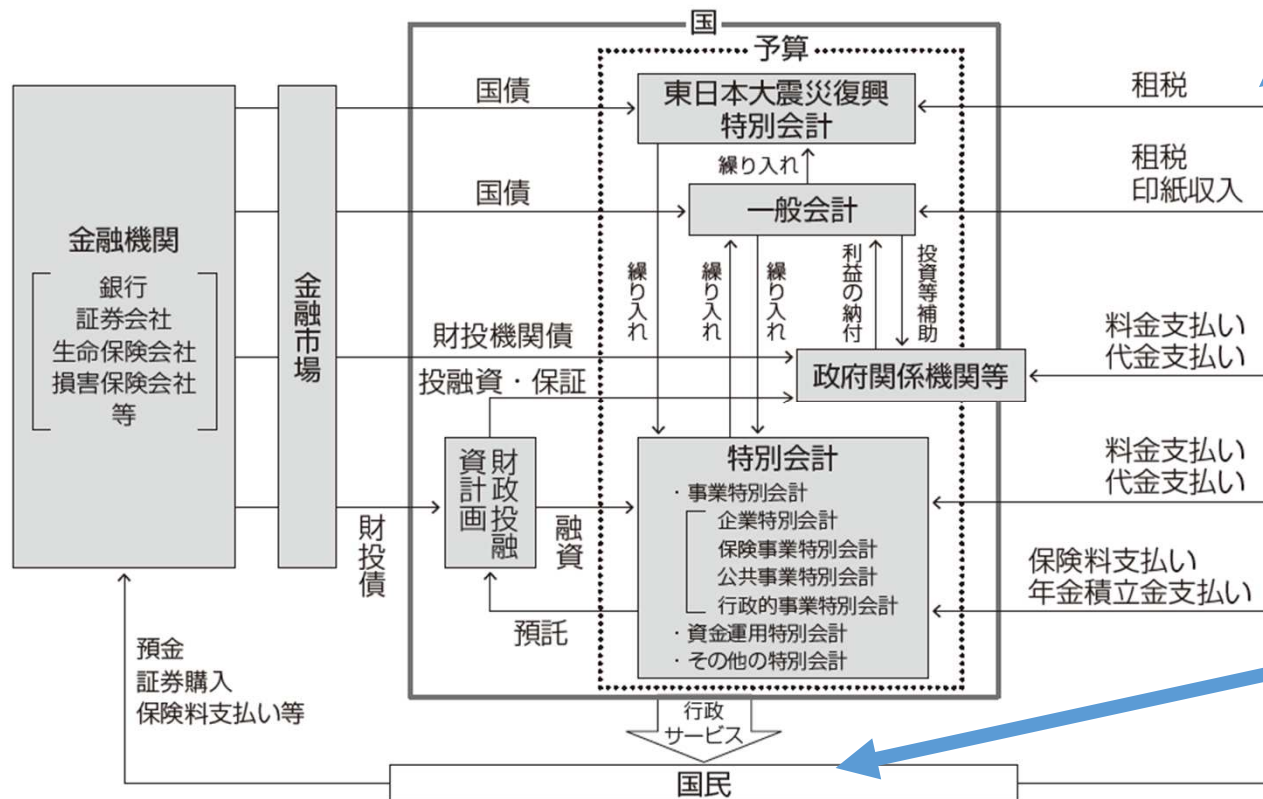 国
予算
金融機関
銀行
証券会社
生命保険会社
損害保険会社
等
金融市場
国債
東日本大震災復興
特別会計
租税
繰り入れ
国債
一般会計
租税
印紙収入
繰り入れ
繰り入れ
繰り入れ
利益の納付
投資等補助
財投機関債
投融資・保証
政府関係機関等
料金支払い
代金支払い
財投債
財政投融
資計画
融資
預託
特別会計
・事業特別会計
企業特別会計
保険事業特別会計
公共事業特別会計
行政的事業特別会計
・資金運用特別会計
・その他の特別会計
料金支払い
代金支払い
保険料支払い
年金積立金支払い
預金
証券購入
保険料支払い等
行政
サービス
国民